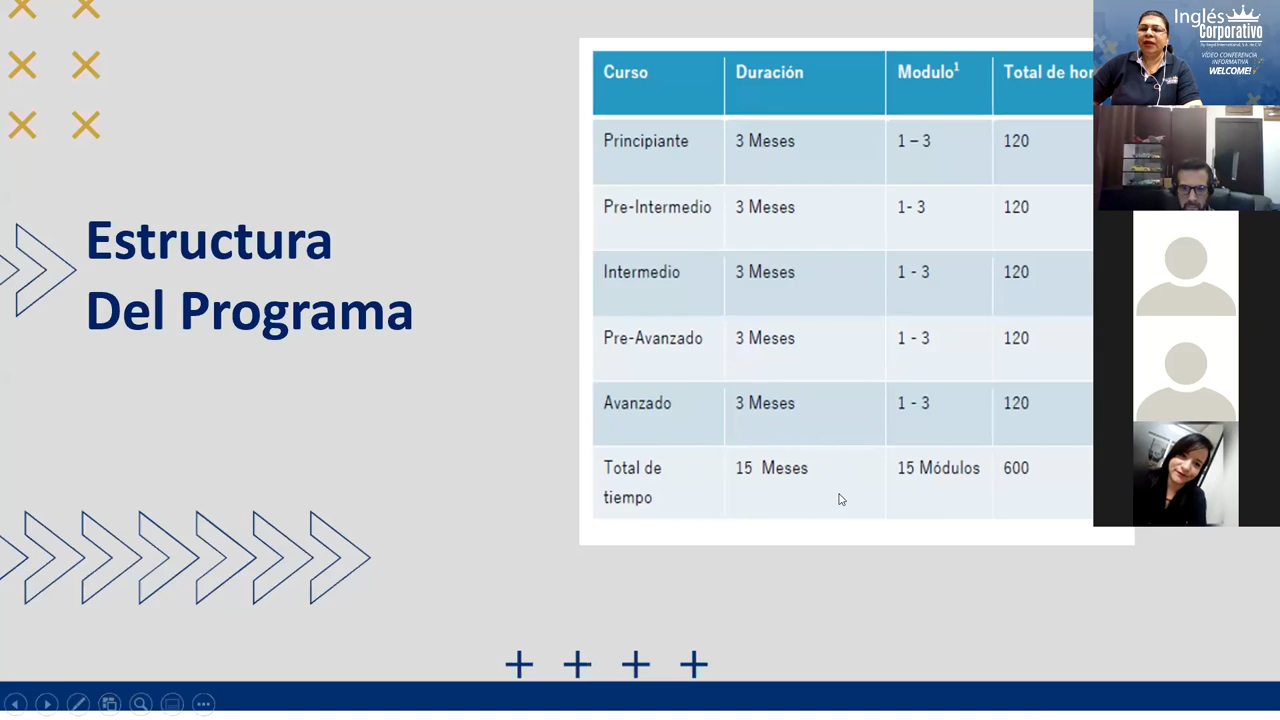 Estructura
Del Programa
Curso Duración Modulo¹ Total de
Principiante 3 Meses 1 – 3 120
Pre-Intermedio 3 Meses 1- 3 120
Intermedio 3 Meses 1 - 3 120
Pre-Avanzado 3 Meses 1 - 3 120
Avanzado 3 Meses 1 - 3 120
Total de 15 Meses 15 Módulos 600
tiempo
Inglés
Corporativo
VÍDEO CONFERENCIA
INFORMATIVA
WELCOME!